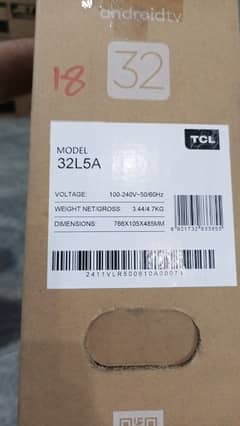 androidtv
18
32
TCL
MODEL
32L5A
VOLTAGE: 100-240V~50/60Hz
WEIGHT NET/GROSS: 3.44/4.7KG
DIMENSIONS: 766X105X485MM